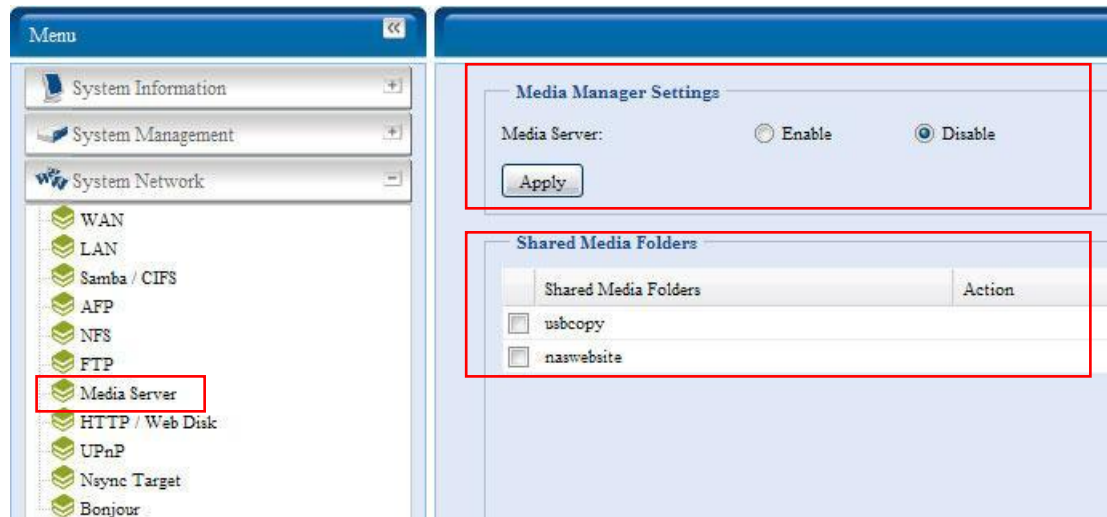 Menu
System Information
System Management
System Network
WAN
LAN
Samba / CIFS
AFP
NFS
FTP
Media Server
HTTP / Web Disk
UPnP
Nsync Target
Bonjour
Media Manager Settings
Media Server: Enable Disable
Apply
Shared Media Folders
Shared Media Folders Action
usbcopy
naswebsite